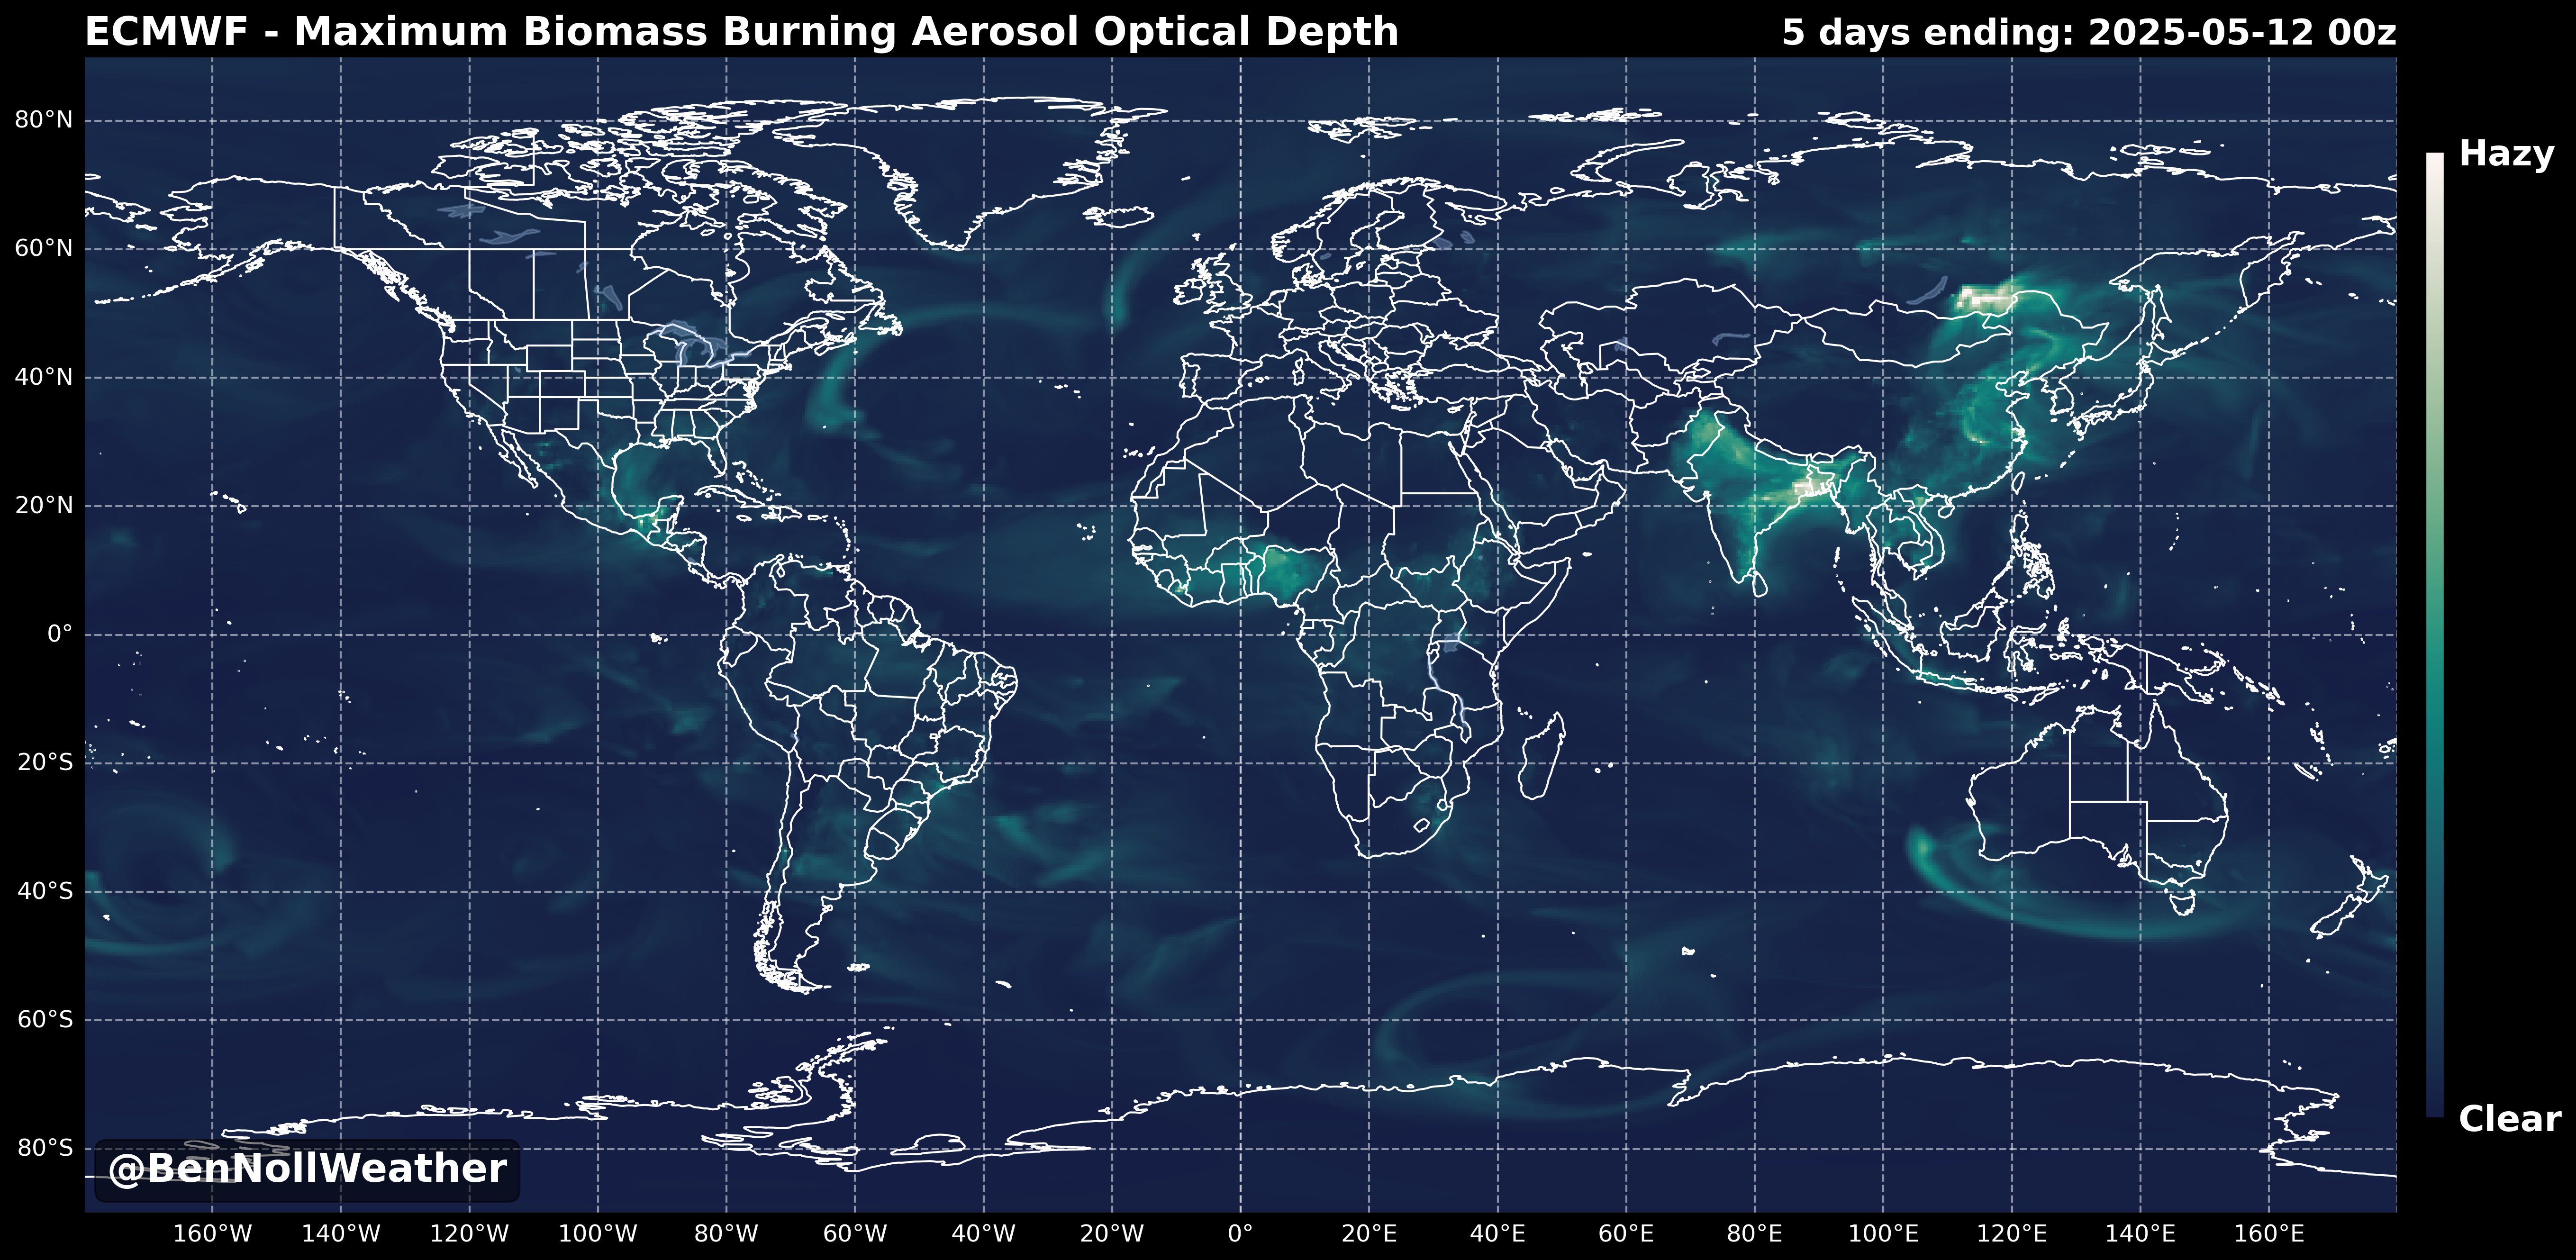 ECMWF - Maximum Biomass Burning Aerosol Optical Depth
5 days ending: 2025-05-12 00z
80°N
60°N
40°N
20°N
0°
20°S
40°S
60°S
80°S
Hazy
Clear
@BenNollWeather
160°W 140°W 120°W 100°W 80°W 60°W 40°W 20°W 0° 20°E 40°E 60°E 80°E 100°E 120°E 140°E 160°E